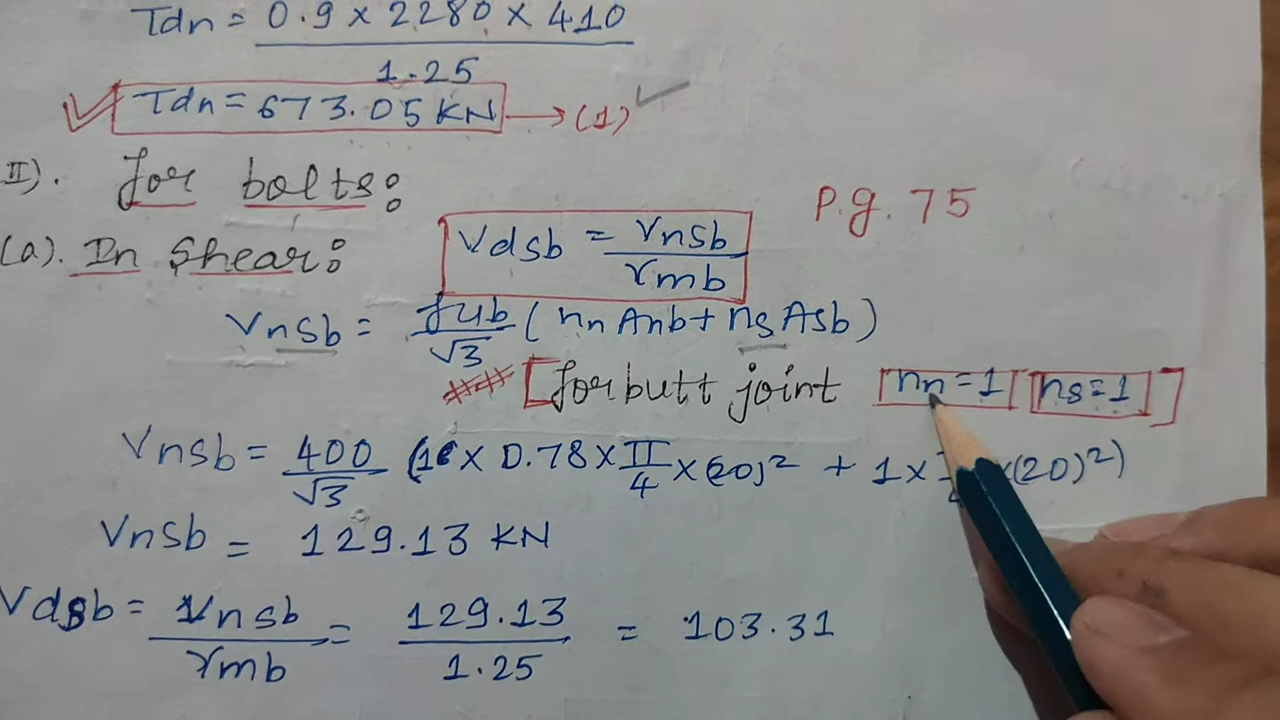 Tdn = 0.9 × 2280 × 410
1.25
Tdn = 673.05 KN → (1)
II). for bolts:
P.g. 75
(a). In Shear: Vdsb = Vnsb
γmb
Vnsb = fub/√3 ( nn Anb + ns Asb )
[for butt joint nn = 1 ns = 1]
Vnsb = 400/√3 (1 × 0.78 × π/4 × (20)² + 1 × (20)²)
Vnsb = 129.13 KN
Vdsb = Vnsb/γmb = 129.13/1.25 = 103.31